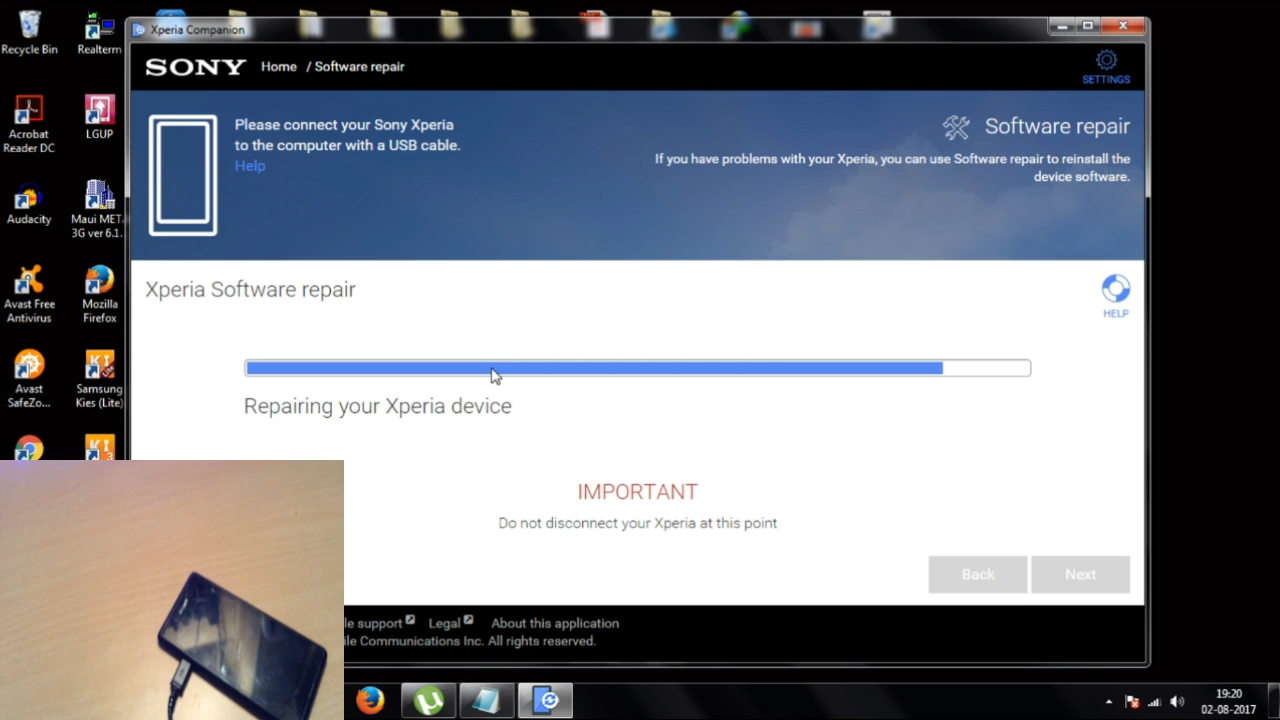 Xperia Companion
Recycle Bin
Realterm
SONY
Home / Software repair
SETTINGS
Acrobat
Reader DC
LGUP
Please connect your Sony Xperia
to the computer with a USB cable.
Help
Software repair
If you have problems with your Xperia, you can use Software repair to reinstall the
device software.
Audacity
Maui META
3G ver 6.1.
Xperia Software repair
HELP
Avast Free
Antivirus
Mozilla
Firefox
Avast
SafeZo...
Samsung
Kies (Lite)
Repairing your Xperia device
IMPORTANT
Do not disconnect your Xperia at this point
Back
Next
le support
Legal
About this application
ile Communications Inc. All rights reserved.
19:20
02-08-2017